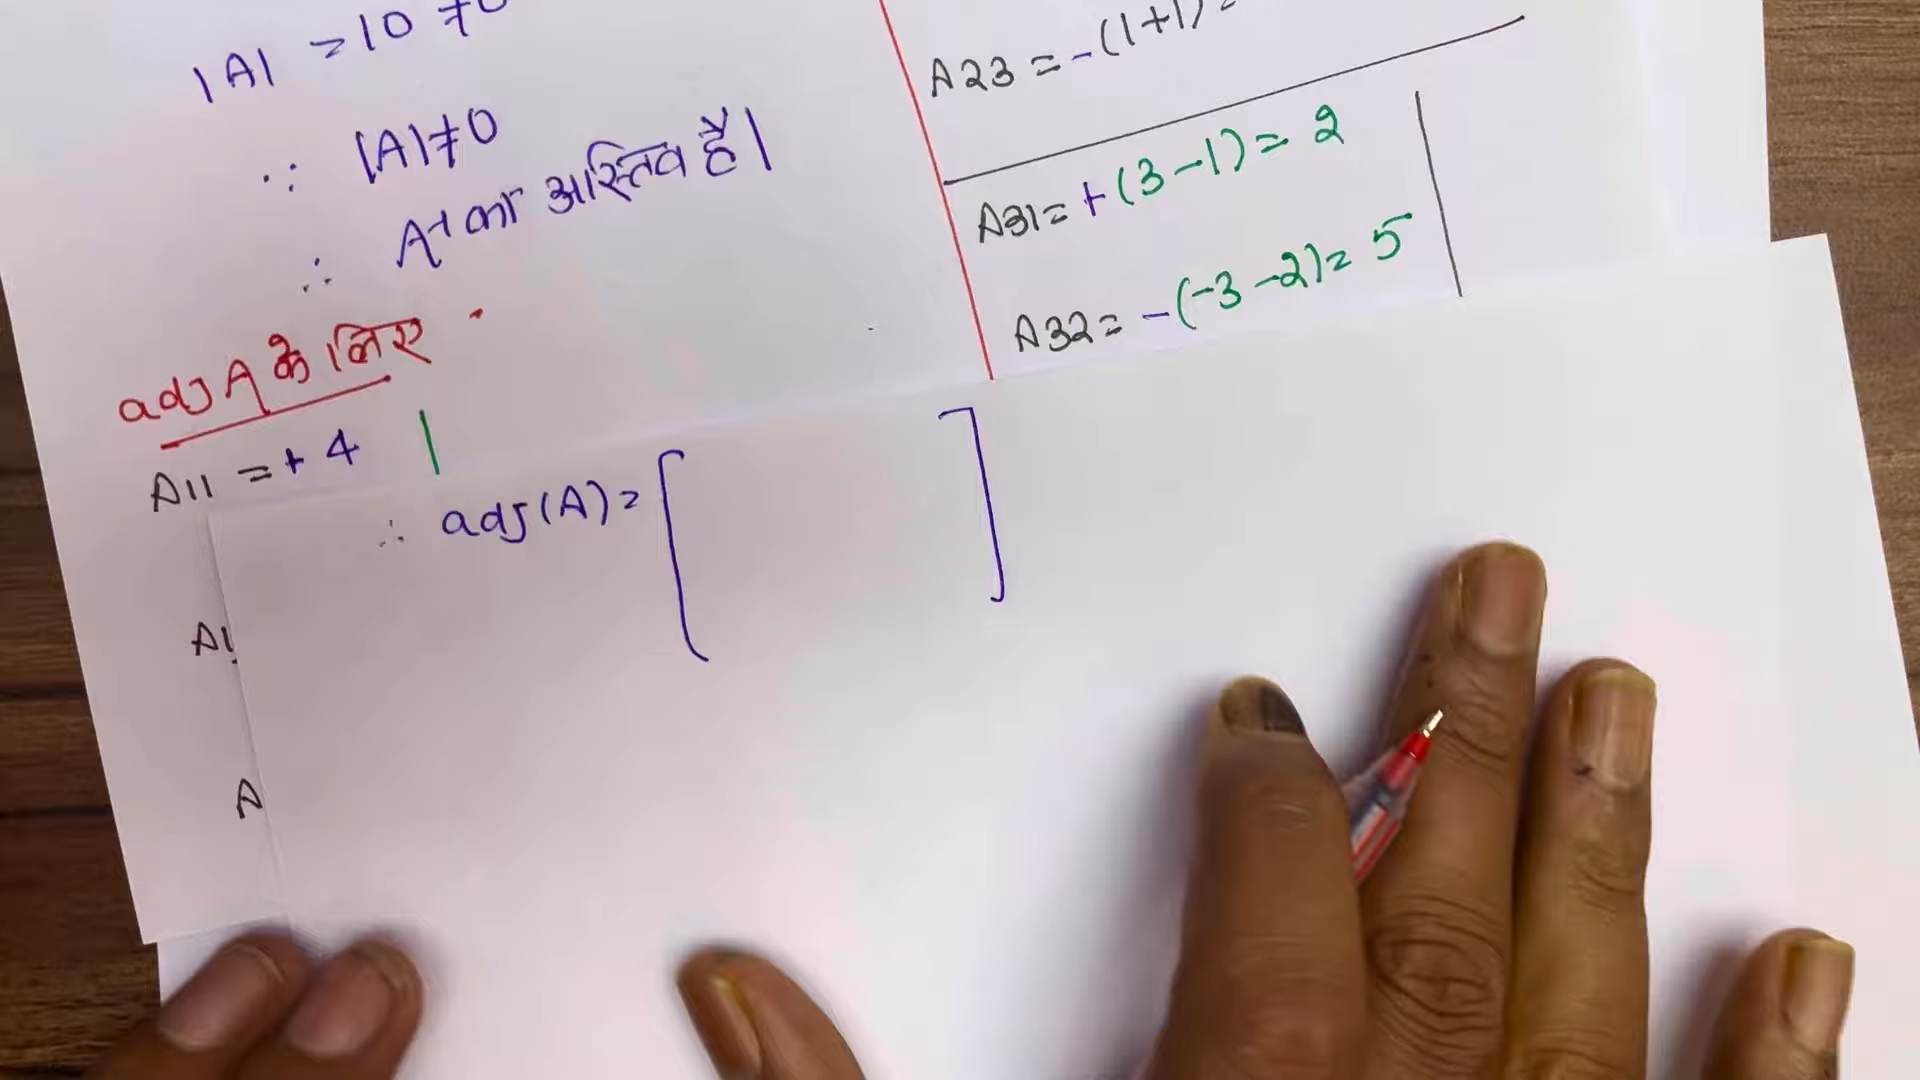 |A| = 10 ≠ 0
∵ |A| ≠ 0
∴ A⁻¹ का अस्तित्व है।
adj A के लिए
A11 = + 4
A1
A
A23 = -(1+1) =
A31 = +(3-1) = 2
A32 = -(-3-2) = 5
∴ adj(A) =